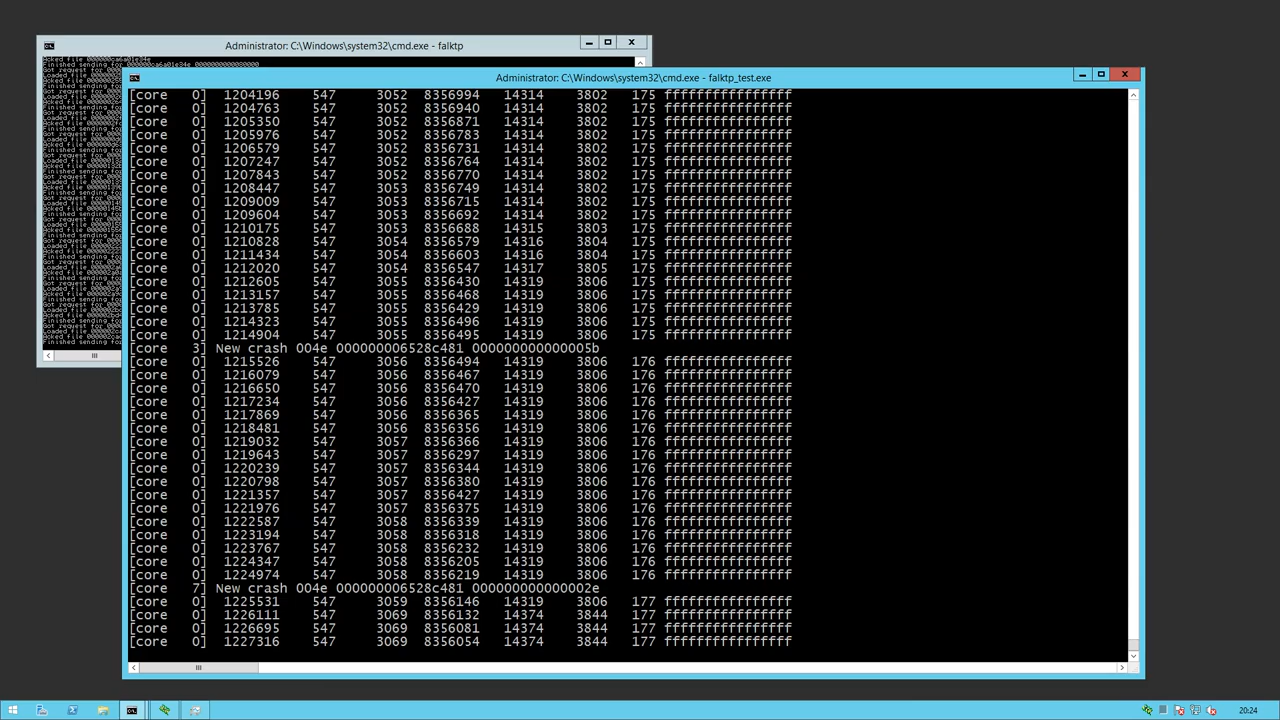 Administrator: C:\Windows\system32\cmd.exe - falktp
Acked file 000000ca6a01e34e
Administrator: C:\Windows\system32\cmd.exe - falktp_test.exe
[core   0]  1204196    547     3052  8356994   14314    3802   175 ffffffffffffffff
[core   0]  1204763    547     3052  8356940   14314    3802   175 ffffffffffffffff
[core   0]  1205350    547     3052  8356871   14314    3802   175 ffffffffffffffff
[core   0]  1205976    547     3052  8356783   14314    3802   175 ffffffffffffffff
[core   0]  1206579    547     3052  8356731   14314    3802   175 ffffffffffffffff
[core   0]  1207247    547     3052  8356764   14314    3802   175 ffffffffffffffff
[core   0]  1207843    547     3052  8356770   14314    3802   175 ffffffffffffffff
[core   0]  1208447    547     3053  8356749   14314    3802   175 ffffffffffffffff
[core   0]  1209009    547     3053  8356715   14314    3802   175 ffffffffffffffff
[core   0]  1209604    547     3053  8356692   14314    3802   175 ffffffffffffffff
[core   0]  1210175    547     3053  8356688   14315    3803   175 ffffffffffffffff
[core   0]  1210828    547     3054  8356579   14316    3804   175 ffffffffffffffff
[core   0]  1211434    547     3054  8356603   14316    3804   175 ffffffffffffffff
[core   0]  1212020    547     3054  8356547   14317    3805   175 ffffffffffffffff
[core   0]  1212605    547     3055  8356430   14319    3806   175 ffffffffffffffff
[core   0]  1213157    547     3055  8356468   14319    3806   175 ffffffffffffffff
[core   0]  1213785    547     3055  8356429   14319    3806   175 ffffffffffffffff
[core   0]  1214323    547     3055  8356496   14319    3806   175 ffffffffffffffff
[core   0]  1214904    547     3055  8356495   14319    3806   175 ffffffffffffffff
[core   3] New crash 004e 000000006528c481 000000000000005b
[core   0]  1215526    547     3056  8356494   14319    3806   176 ffffffffffffffff
[core   0]  1216079    547     3056  8356467   14319    3806   176 ffffffffffffffff
[core   0]  1216650    547     3056  8356470   14319    3806   176 ffffffffffffffff
[core   0]  1217234    547     3056  8356427   14319    3806   176 ffffffffffffffff
[core   0]  1217869    547     3056  8356365   14319    3806   176 ffffffffffffffff
[core   0]  1218481    547     3056  8356356   14319    3806   176 ffffffffffffffff
[core   0]  1219032    547     3057  8356366   14319    3806   176 ffffffffffffffff
[core   0]  1219643    547     3057  8356297   14319    3806   176 ffffffffffffffff
[core   0]  1220239    547     3057  8356344   14319    3806   176 ffffffffffffffff
[core   0]  1220798    547     3057  8356380   14319    3806   176 ffffffffffffffff
[core   0]  1221357    547     3057  8356427   14319    3806   176 ffffffffffffffff
[core   0]  1221976    547     3057  8356375   14319    3806   176 ffffffffffffffff
[core   0]  1222587    547     3058  8356339   14319    3806   176 ffffffffffffffff
[core   0]  1223194    547     3058  8356318   14319    3806   176 ffffffffffffffff
[core   0]  1223767    547     3058  8356232   14319    3806   176 ffffffffffffffff
[core   0]  1224347    547     3058  8356205   14319    3806   176 ffffffffffffffff
[core   0]  1224974    547     3058  8356219   14319    3806   176 ffffffffffffffff
[core   7] New crash 004e 000000006528c481 000000000000002e
[core   0]  1225531    547     3059  8356146   14319    3806   177 ffffffffffffffff
[core   0]  1226111    547     3069  8356132   14374    3844   177 ffffffffffffffff
[core   0]  1226695    547     3069  8356081   14374    3844   177 ffffffffffffffff
[core   0]  1227316    547     3069  8356054   14374    3844   177 ffffffffffffffff
20:24